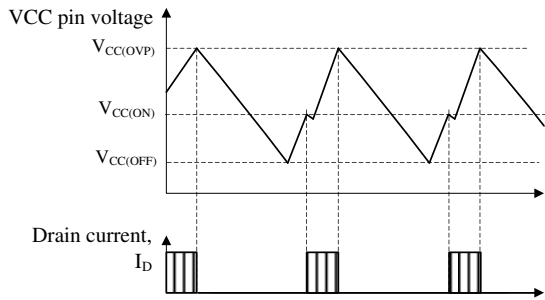 VCC pin voltage
VCC(OVP)
VCC(ON)
VCC(OFF)
Drain current,
ID